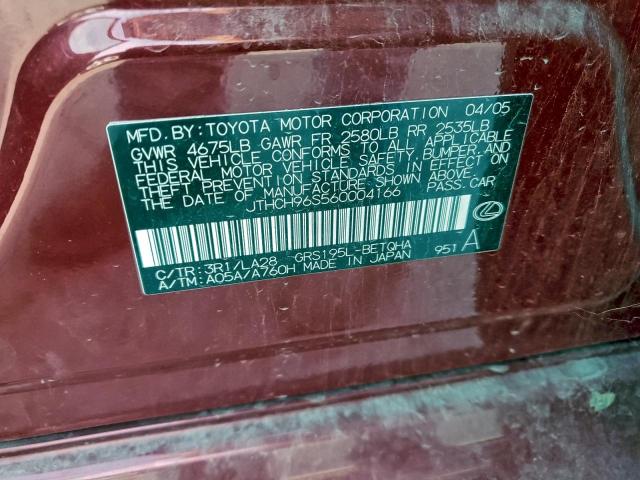 MFD. BY: TOYOTA MOTOR CORPORATION 04/05
GVWR 4675LB GAWR FR 2580LB RR 2535LB
THIS VEHICLE CONFORMS TO ALL APPLICABLE
FEDERAL MOTOR VEHICLE SAFETY, BUMPER, AND
THEFT PREVENTION STANDARDS IN EFFECT ON
THE DATE OF MANUFACTURE SHOWN ABOVE.
JTHCH96S560004166 PASS. CAR
C/TR: 3R1/LA28 GRS195L-BETQHA
A/TM: A05A/A760H MADE IN JAPAN 951 A